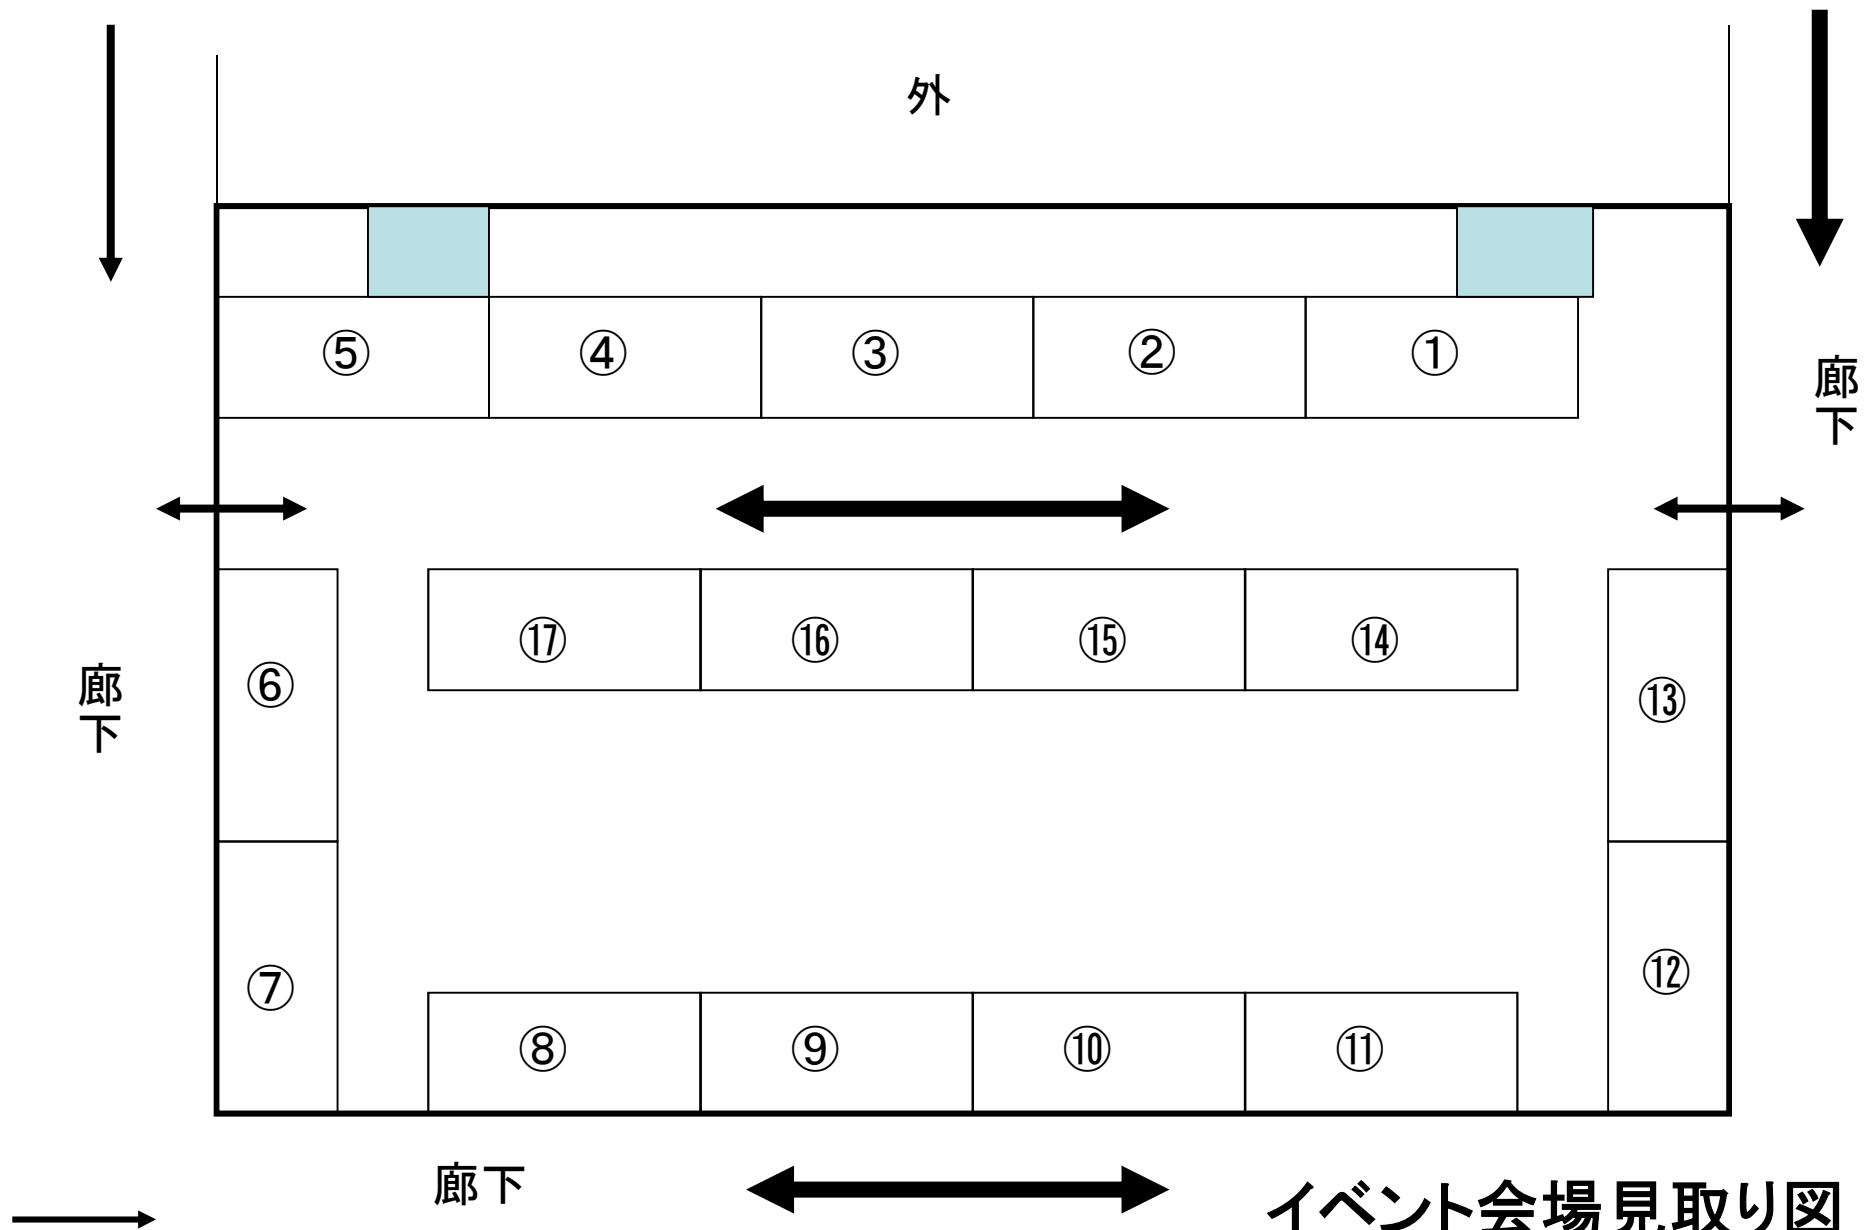 外
⑤ ④ ③ ② ①
廊下
⑰ ⑯ ⑮ ⑭
⑥
⑬
廊下
⑦
⑫
⑧ ⑨ ⑩ ⑪
廊下
イベント会場見取り図